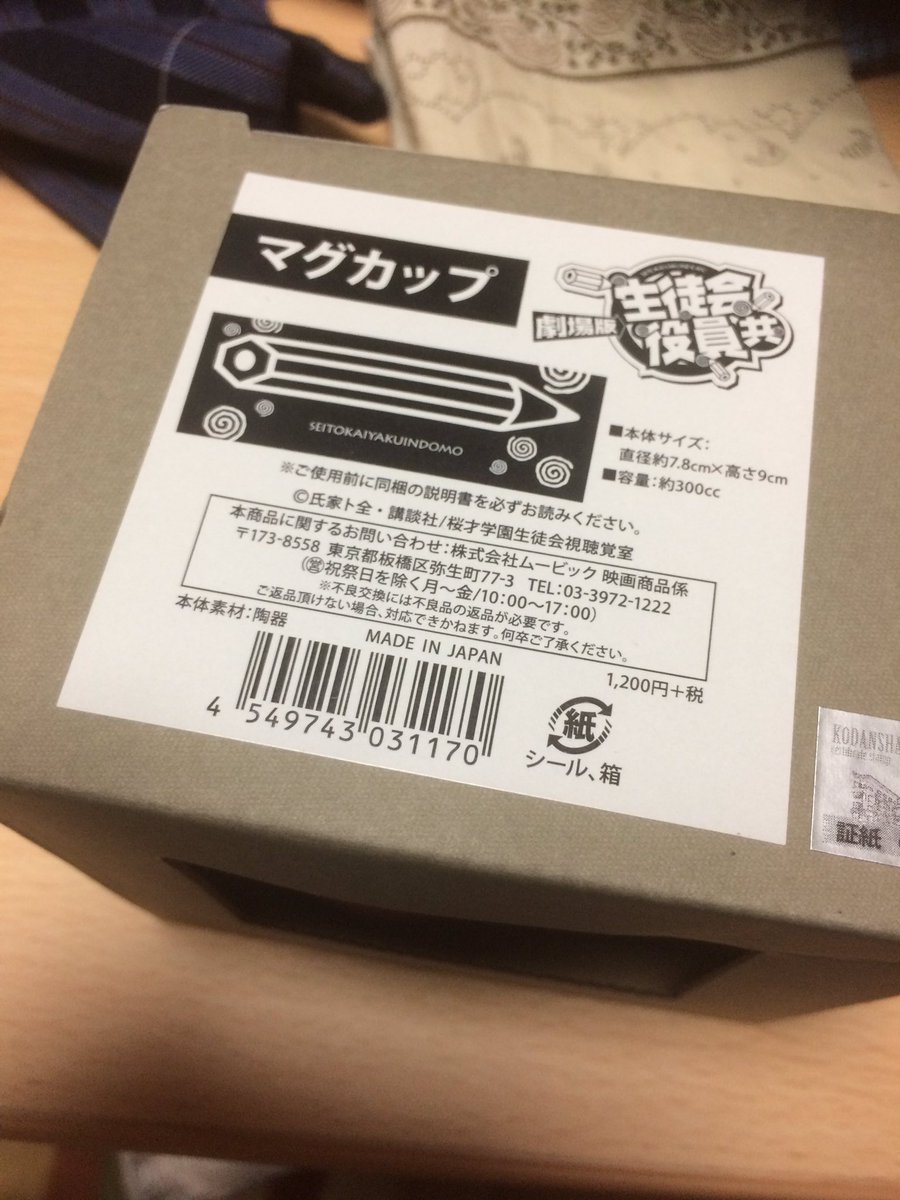 マグカップ
劇場版
生徒会
役員共
SEITOKAIYAKUINDOMO
■本体サイズ:
直径約7.8cm×高さ9cm
■容量:約300cc
※ご使用前に同梱の説明書を必ずお読みください。
©氏家ト全・講談社/桜才学園生徒会視聴覚室
本商品に関するお問い合わせ:株式会社ムービック 映画商品係
〒173-8558 東京都板橋区弥生町77-3 TEL:03-3972-1222
(営祝祭日を除く月～金/10:00～17:00)
※不良交換には不良品の返品が必要です。
ご返品頂けない場合、対応できかねます。何卒ご了承ください。
本体素材:陶器
MADE IN JAPAN
1,200円+税
4 549743 031170
紙
シール、箱
KODANSHA
証紙